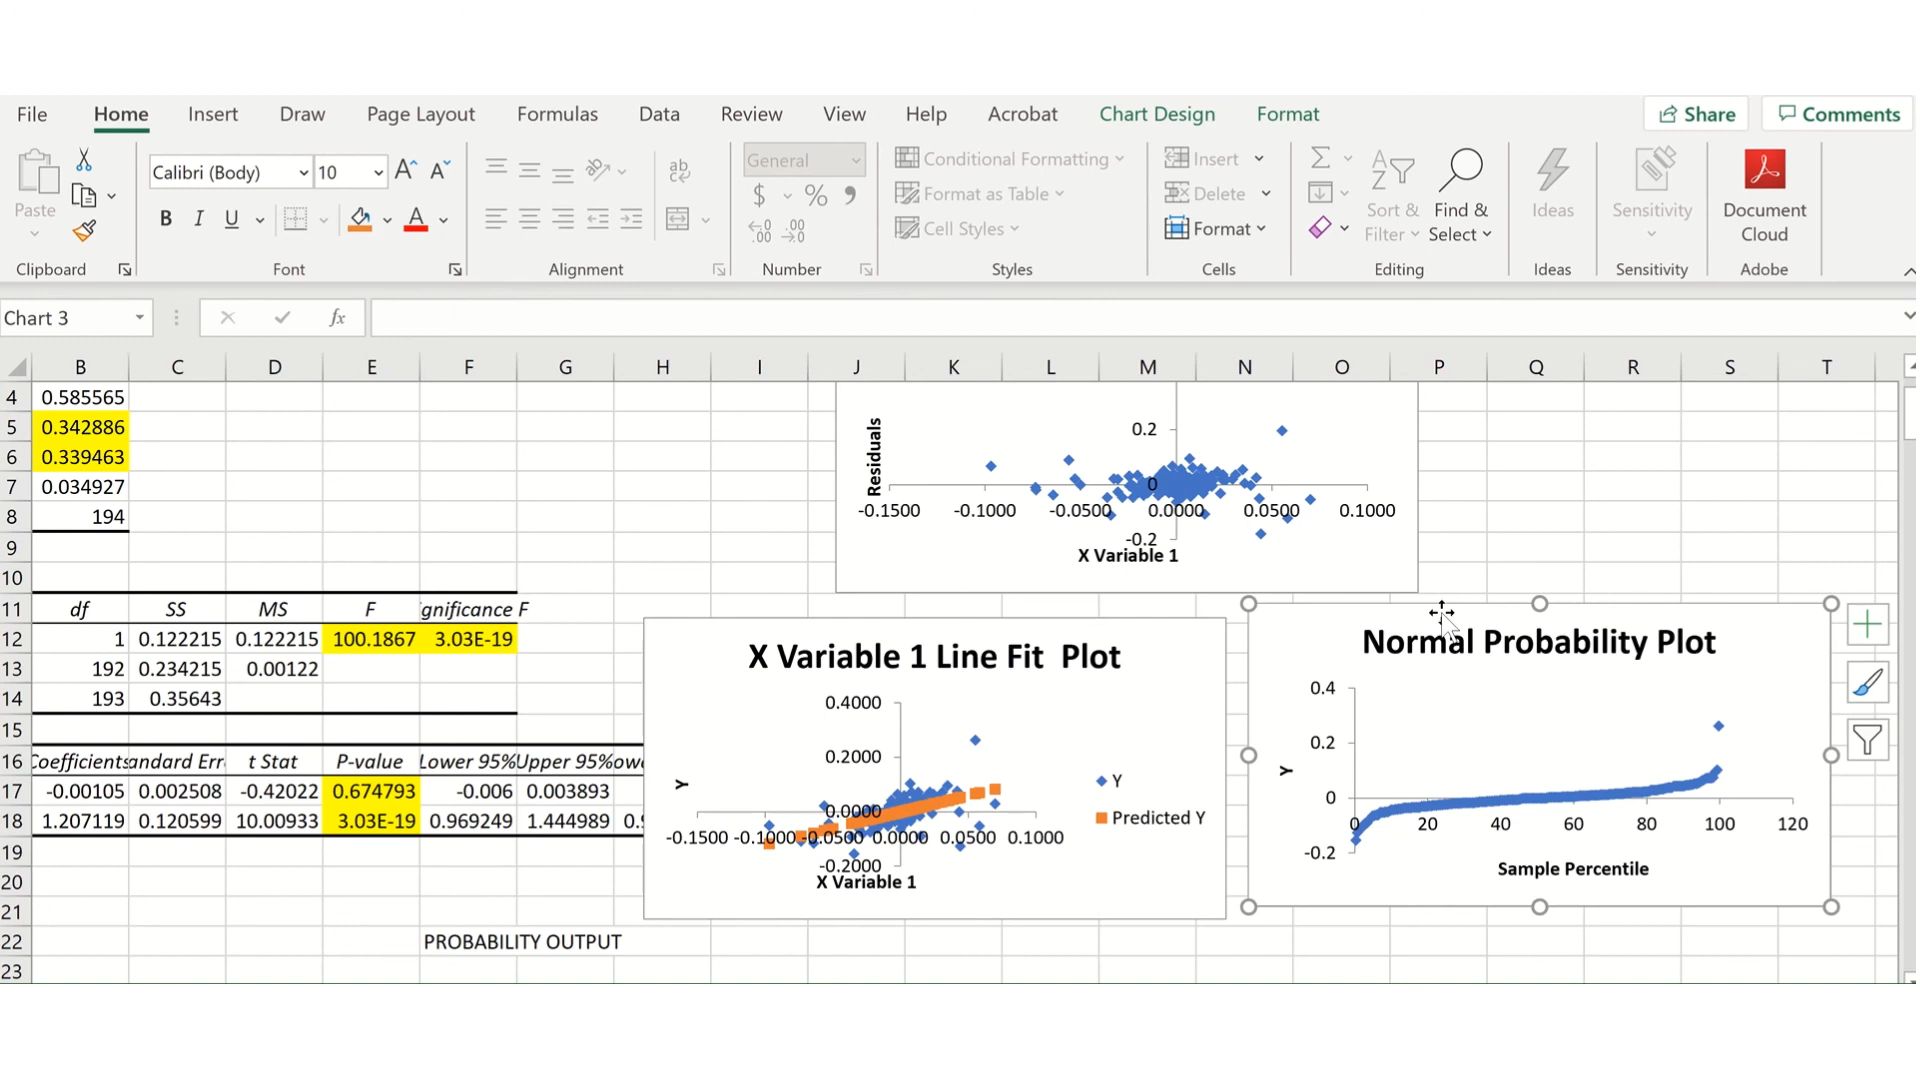 File Home Insert Draw Page Layout Formulas Data Review View Help Acrobat Chart Design Format Share Comments
Calibri (Body) 10 A A ab General Conditional Formatting Insert Σ A
Paste $ % Format as Table Delete Z Sort & Find & Ideas Sensitivity Document
B I U A .00 .00 Cell Styles Format Filter Select Cloud
Clipboard Font Alignment Number Styles Cells Editing Ideas Sensitivity Adobe
Chart 3 fx
B C D E F G H I J K L M N O P Q R S T
4 0.585565
5 0.342886
6 0.339463
7 0.034927
8 194
9
10
11 df SS MS F gnificance F
12 1 0.122215 0.122215 100.1867 3.03E-19
13 192 0.234215 0.00122
14 193 0.35643
15
16 Coefficients andard Err t Stat P-value Lower 95% Upper 95% owe
17 -0.00105 0.002508 -0.42022 0.674793 -0.006 0.003893
18 1.207119 0.120599 10.00933 3.03E-19 0.969249 1.444989 0.9
19
20
21
22 PROBABILITY OUTPUT
23
Residuals
0.2
0
-0.2
-0.1500 -0.1000 -0.0500 0.0000 0.0500 0.1000
X Variable 1
X Variable 1 Line Fit Plot
Y
0.4000
0.2000
0.0000
-0.2000
-0.1500 -0.1000 -0.0500 0.0000 0.0500 0.1000
X Variable 1
Y
Predicted Y
Normal Probability Plot
Y
0.4
0.2
0
-0.2
0 20 40 60 80 100 120
Sample Percentile